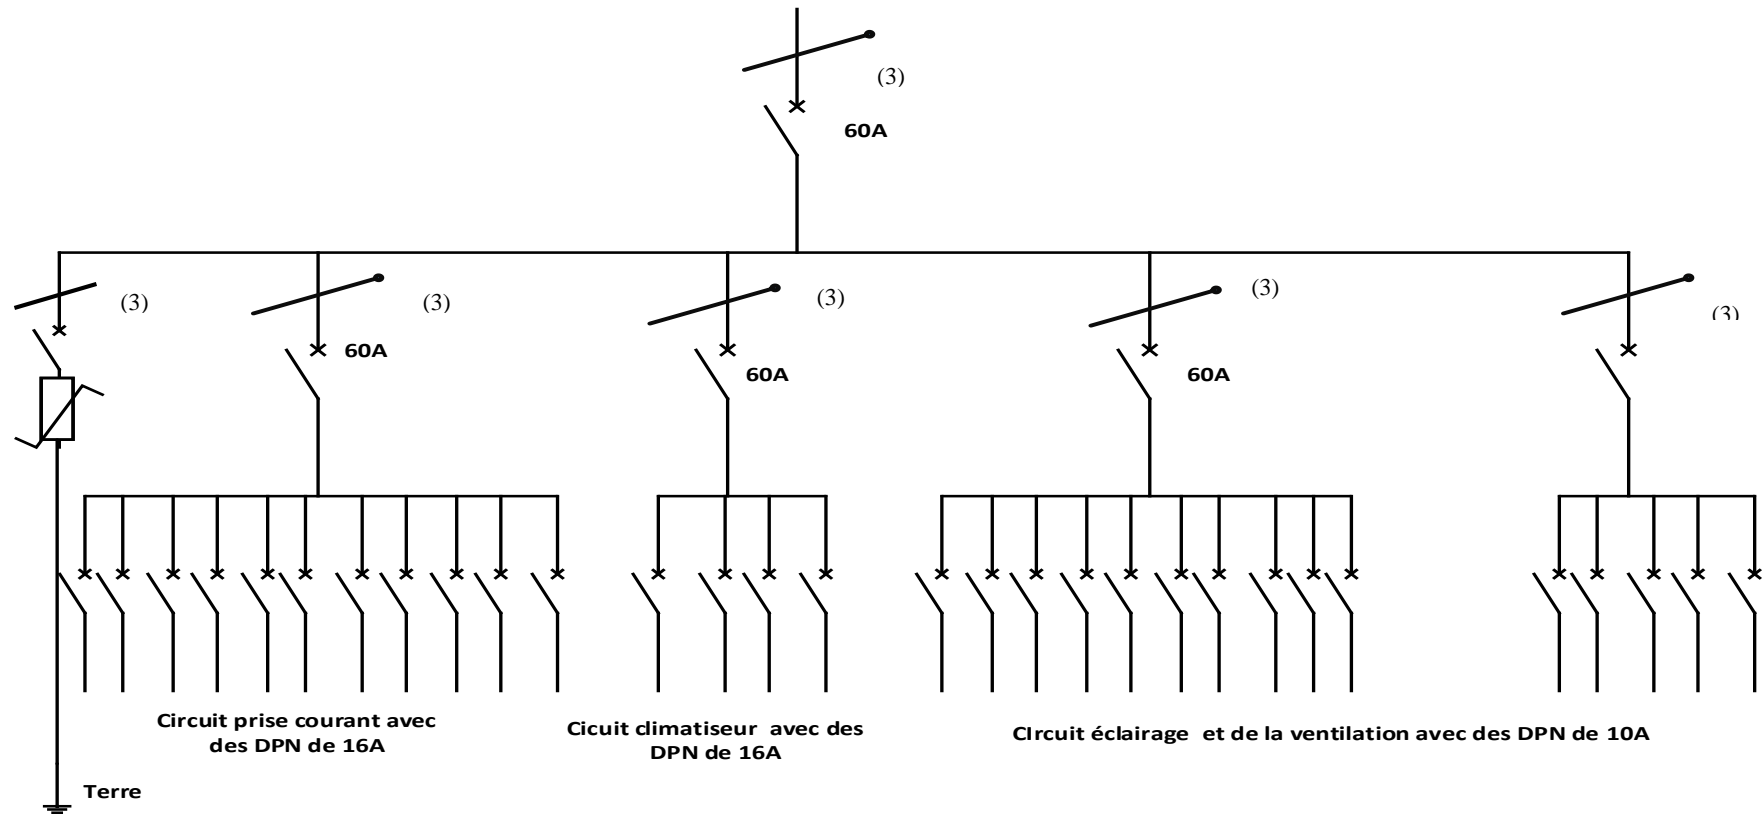 (3)
60A
(3)
(3)
(3)
(3)
(3)
60A
60A
60A
Circuit prise courant avec
des DPN de 16A
Cicuit climatiseur avec des
DPN de 16A
CIrcuit éclairage et de la ventilation avec des DPN de 10A
Terre